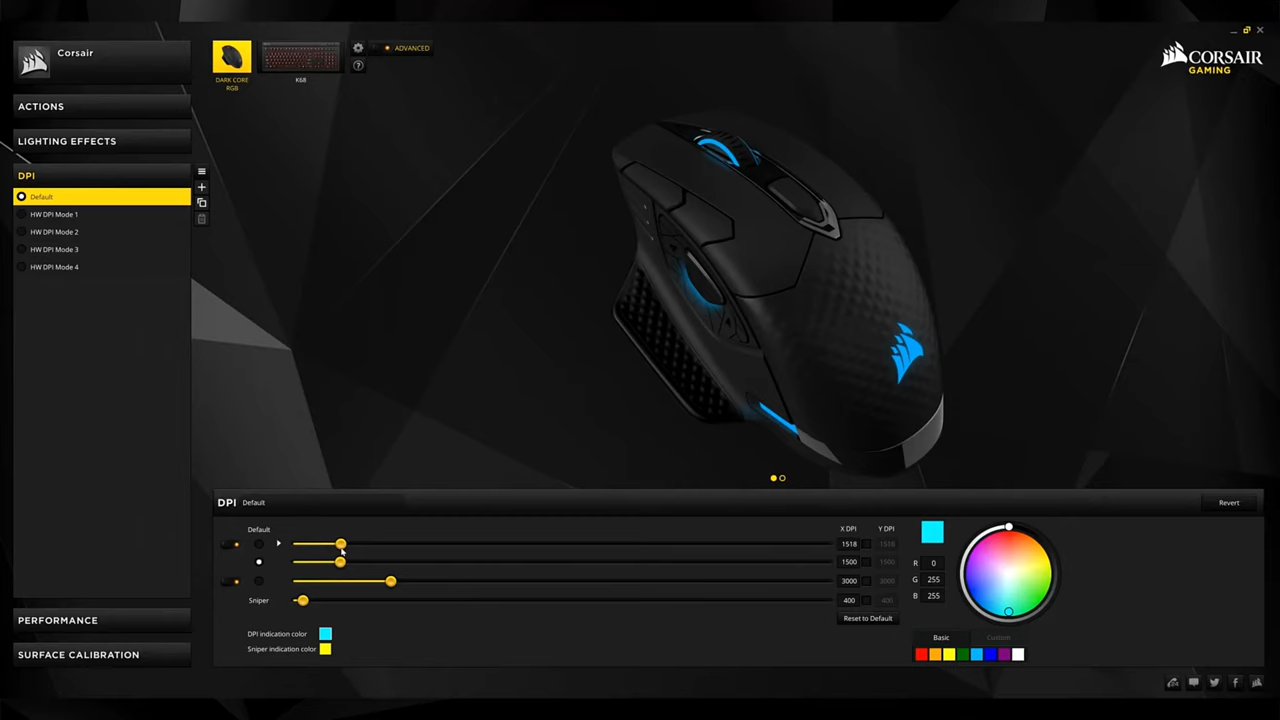 Corsair
ACTIONS
LIGHTING EFFECTS
DPI
Default
HW DPI Mode 1
HW DPI Mode 2
HW DPI Mode 3
HW DPI Mode 4
PERFORMANCE
SURFACE CALIBRATION
DARK CORE
RGB
K68
ADVANCED
CORSAIR
GAMING
DPI Default
Revert
Default
X DPI Y DPI
1518 1518
1500 1500
3000 3000
Sniper
400 400
Reset to Default
DPI indication color
Sniper indication color
R 0
G 255
B 255
Basic Custom